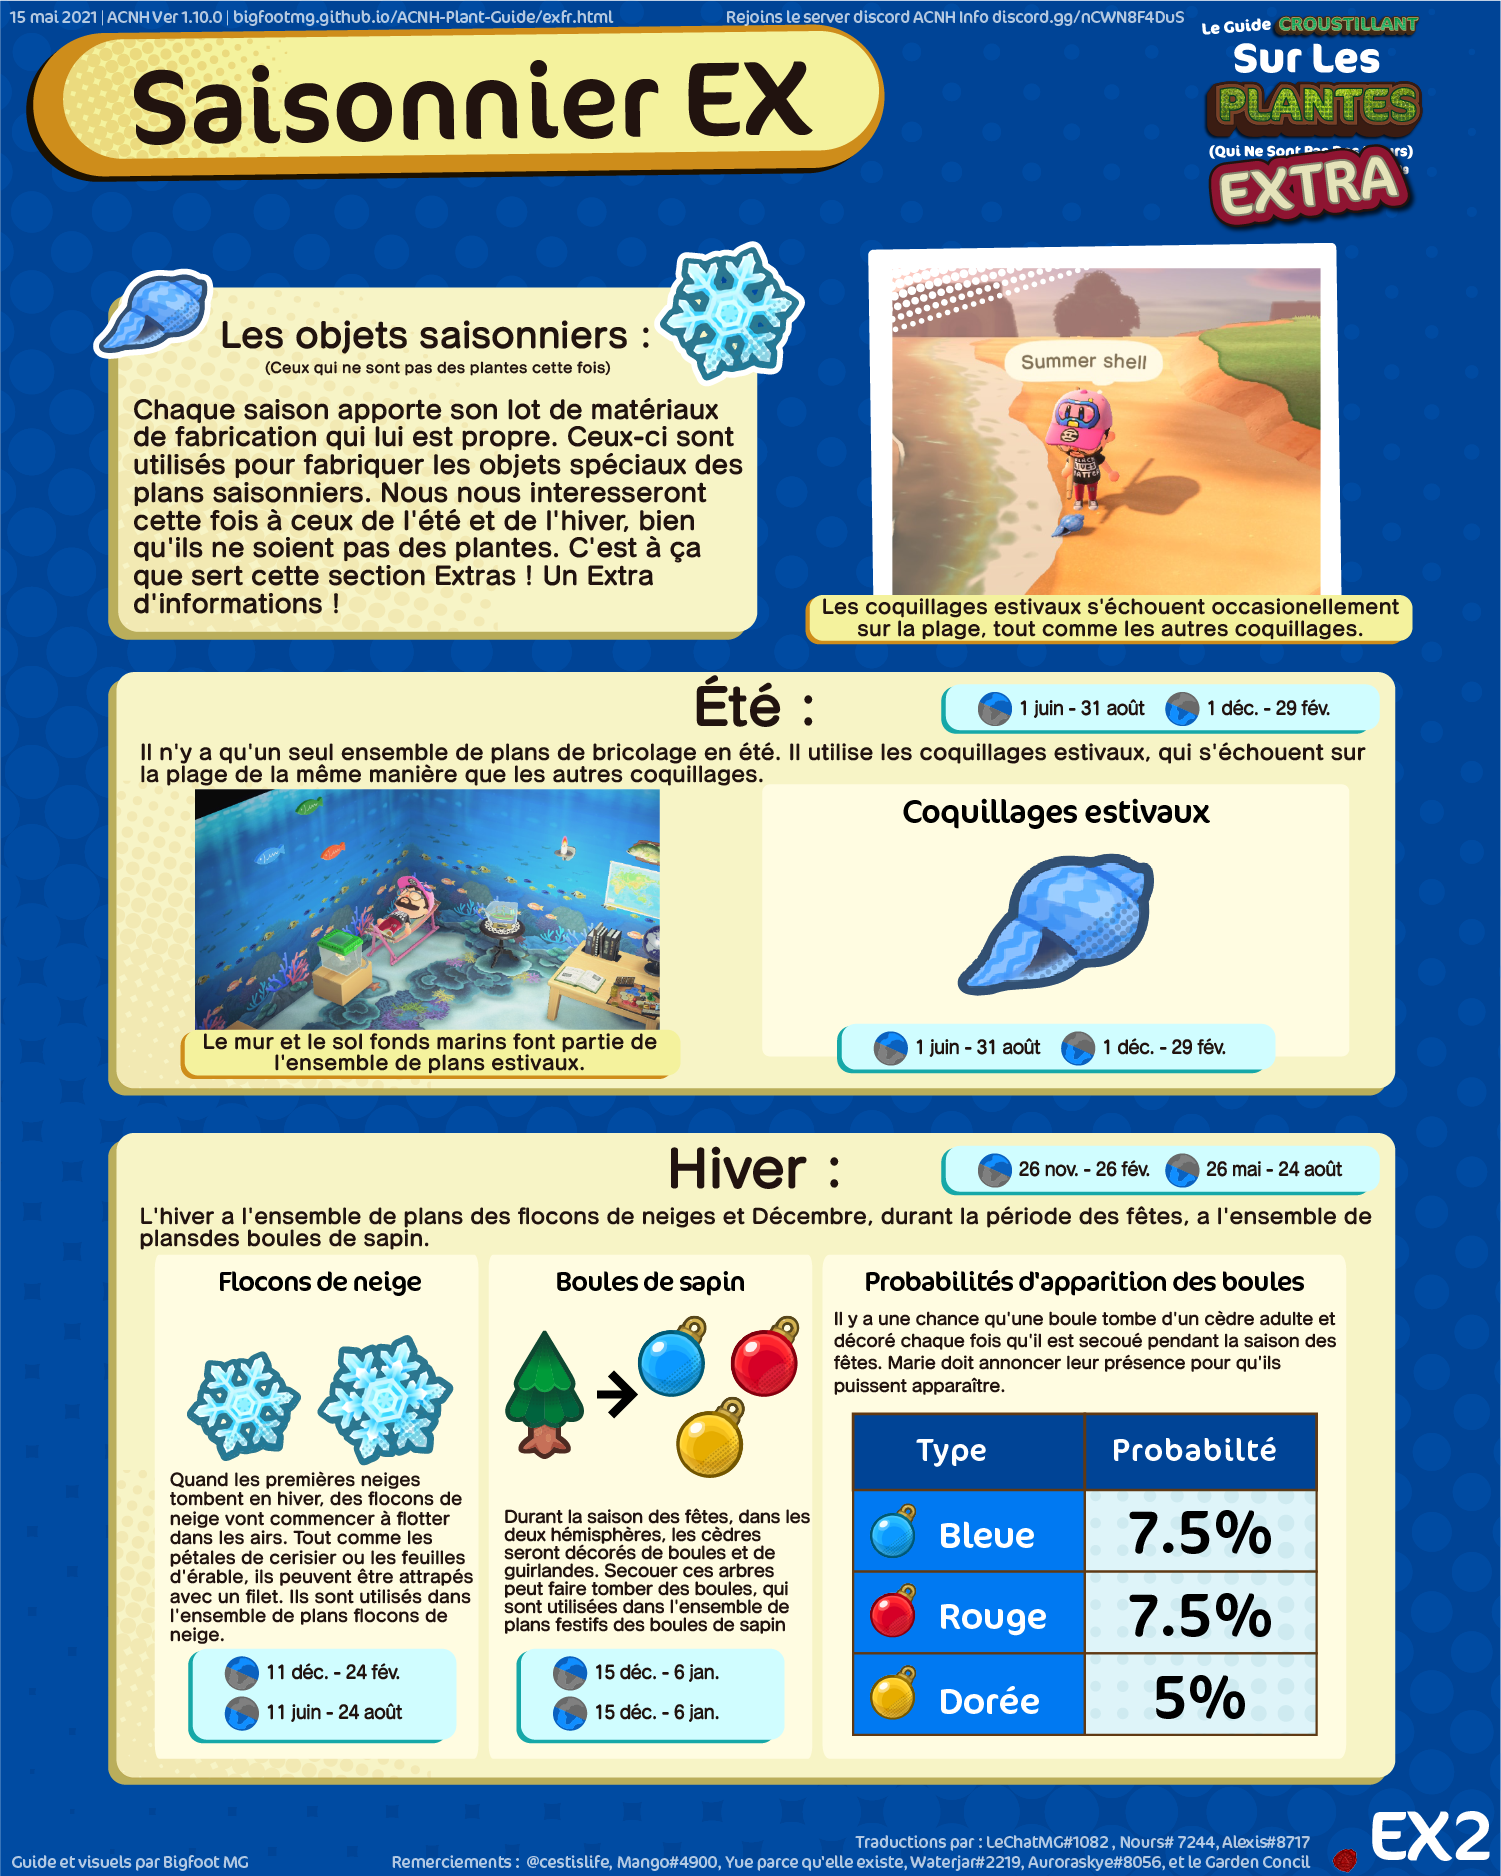 15 mai 2021 | ACNH Ver 1.10.0 | bigfootmg.github.io/ACNH-Plant-Guide/exfr.html
Rejoins le server discord ACNH Info discord.gg/nCWN8F4DuS
Le Guide CROUSTILLANT
Sur Les
PLANTES
(Qui Ne Sont Pas
EXTRA
Saisonnier EX
Les objets saisonniers :
(Ceux qui ne sont pas des plantes cette fois)
Chaque saison apporte son lot de matériaux
de fabrication qui lui est propre. Ceux-ci sont
utilisés pour fabriquer les objets spéciaux des
plans saisonniers. Nous nous interesseront
cette fois à ceux de l'été et de l'hiver, bien
qu'ils ne soient pas des plantes. C'est à ça
que sert cette section Extras ! Un Extra
d'informations !
Summer shell
Les coquillages estivaux s'échouent occasionellement
sur la plage, tout comme les autres coquillages.
Été :
1 juin - 31 août
1 déc. - 29 fév.
Il n'y a qu'un seul ensemble de plans de bricolage en été. Il utilise les coquillages estivaux, qui s'échouent sur
la plage de la même manière que les autres coquillages.
Le mur et le sol fonds marins font partie de
l'ensemble de plans estivaux.
Coquillages estivaux
1 juin - 31 août
1 déc. - 29 fév.
Hiver :
26 nov. - 26 fév.
26 mai - 24 août
L'hiver a l'ensemble de plans des flocons de neiges et Décembre, durant la période des fêtes, a l'ensemble de
plansdes boules de sapin.
Flocons de neige
Quand les premières neiges
tombent en hiver, des flocons de
neige vont commencer à flotter
dans les airs. Tout comme les
pétales de cerisier ou les feuilles
d'érable, ils peuvent être attrapés
avec un filet. Ils sont utilisés dans
l'ensemble de plans flocons de
neige.
11 déc. - 24 fév.
11 juin - 24 août
Boules de sapin
Durant la saison des fêtes, dans les
deux hémisphères, les cèdres
seront décorés de boules et de
guirlandes. Secouer ces arbres
peut faire tomber des boules, qui
sont utilisées dans l'ensemble de
plans festifs des boules de sapin
15 déc. - 6 jan.
15 déc. - 6 jan.
Probabilités d'apparition des boules
Il y a une chance qu'une boule tombe d'un cèdre adulte et
décoré chaque fois qu'il est secoué pendant la saison des
fêtes. Marie doit annoncer leur présence pour qu'ils
puissent apparaître.
Type
Probabilté
Bleue
7.5%
Rouge
7.5%
Dorée
5%
EX2
Traductions par : LeChatMG#1082 , Nours# 7244, Alexis#8717
Guide et visuels par Bigfoot MG
Remerciements : @cestislife, Mango#4900, Yue parce qu'elle existe, Waterjar#2219, Auroraskye#8056, et le Garden Concil